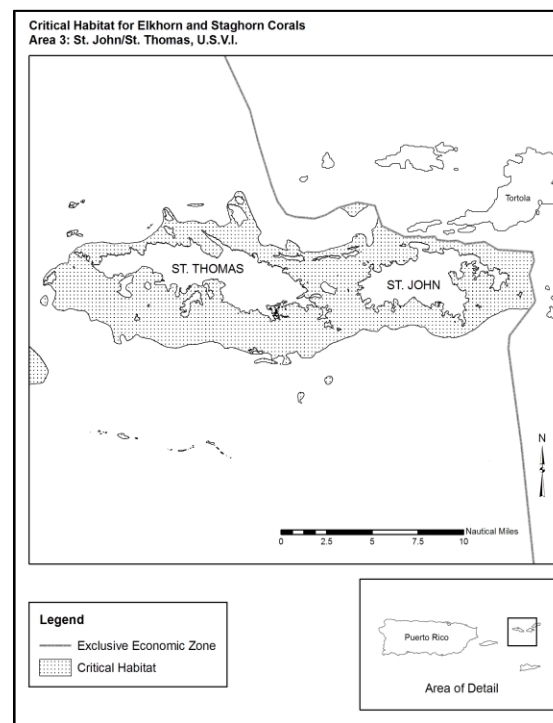 Critical Habitat for Elkhorn and Staghorn Corals
Area 3: St. John/St. Thomas, U.S.V.I.
Tortola
ST. THOMAS
ST. JOHN
N
Nautical Miles
0 2.5 5 7.5 10
Legend
Exclusive Economic Zone
Critical Habitat
Puerto Rico
Area of Detail